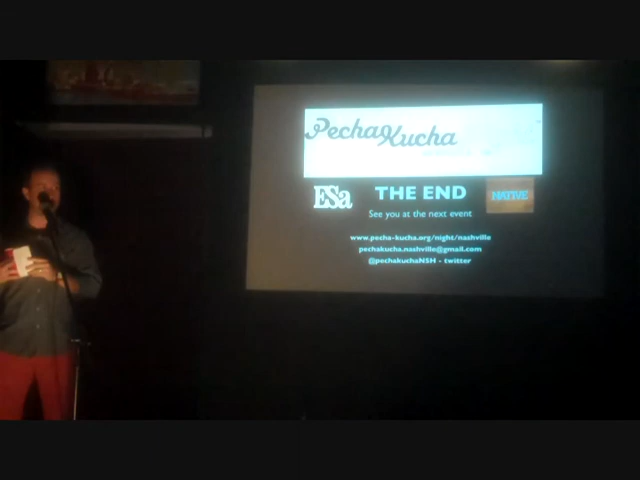 PechaKucha
ESa
THE END
NATIVE
See you at the next event
www.pecha-kucha.org/night/nashville
pechakucha.nashville@gmail.com
@pechakuchaNSH - twitter